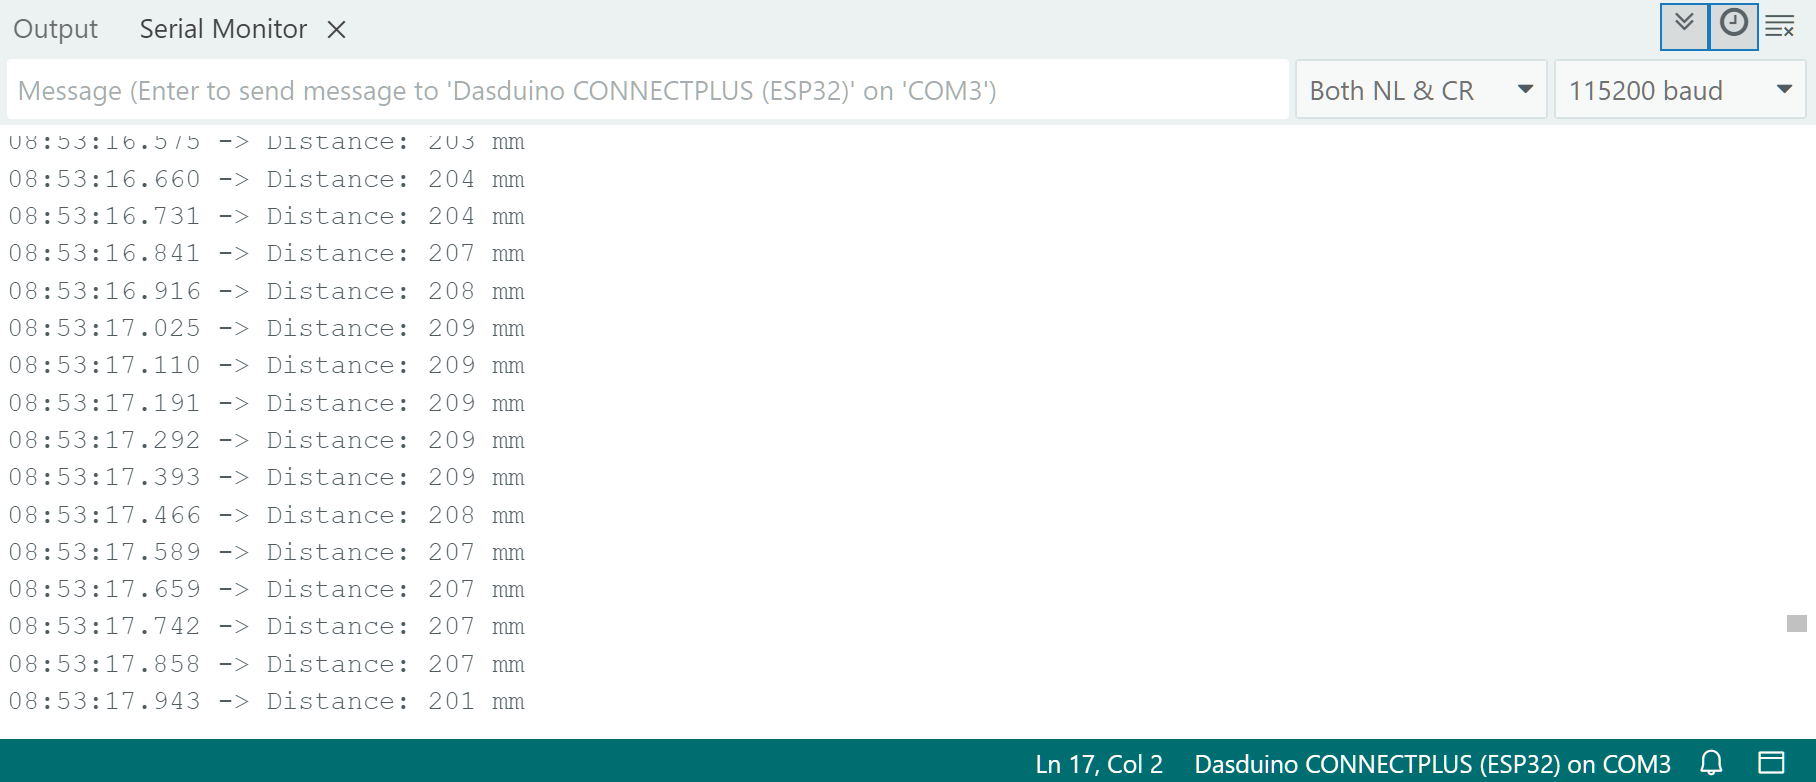 Output Serial Monitor
Message (Enter to send message to 'Dasduino CONNECTPLUS (ESP32)' on 'COM3') Both NL & CR 115200 baud
08:53:16.575 -> Distance: 203 mm
08:53:16.660 -> Distance: 204 mm
08:53:16.731 -> Distance: 204 mm
08:53:16.841 -> Distance: 207 mm
08:53:16.916 -> Distance: 208 mm
08:53:17.025 -> Distance: 209 mm
08:53:17.110 -> Distance: 209 mm
08:53:17.191 -> Distance: 209 mm
08:53:17.292 -> Distance: 209 mm
08:53:17.393 -> Distance: 209 mm
08:53:17.466 -> Distance: 208 mm
08:53:17.589 -> Distance: 207 mm
08:53:17.659 -> Distance: 207 mm
08:53:17.742 -> Distance: 207 mm
08:53:17.858 -> Distance: 207 mm
08:53:17.943 -> Distance: 201 mm
Ln 17, Col 2 Dasduino CONNECTPLUS (ESP32) on COM3